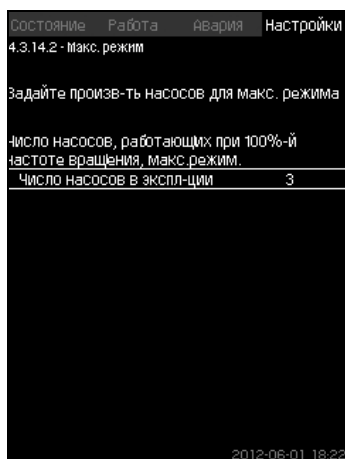 Состояние Работа Авария Настройки
4.3.14.2 - Макс. режим
Задайте произв-ть насосов для макс. режима
Число насосов, работающих при 100%-й
частоте вращения, макс.режим.
Число насосов в экспл-ции 3
2012-06-01 18:22